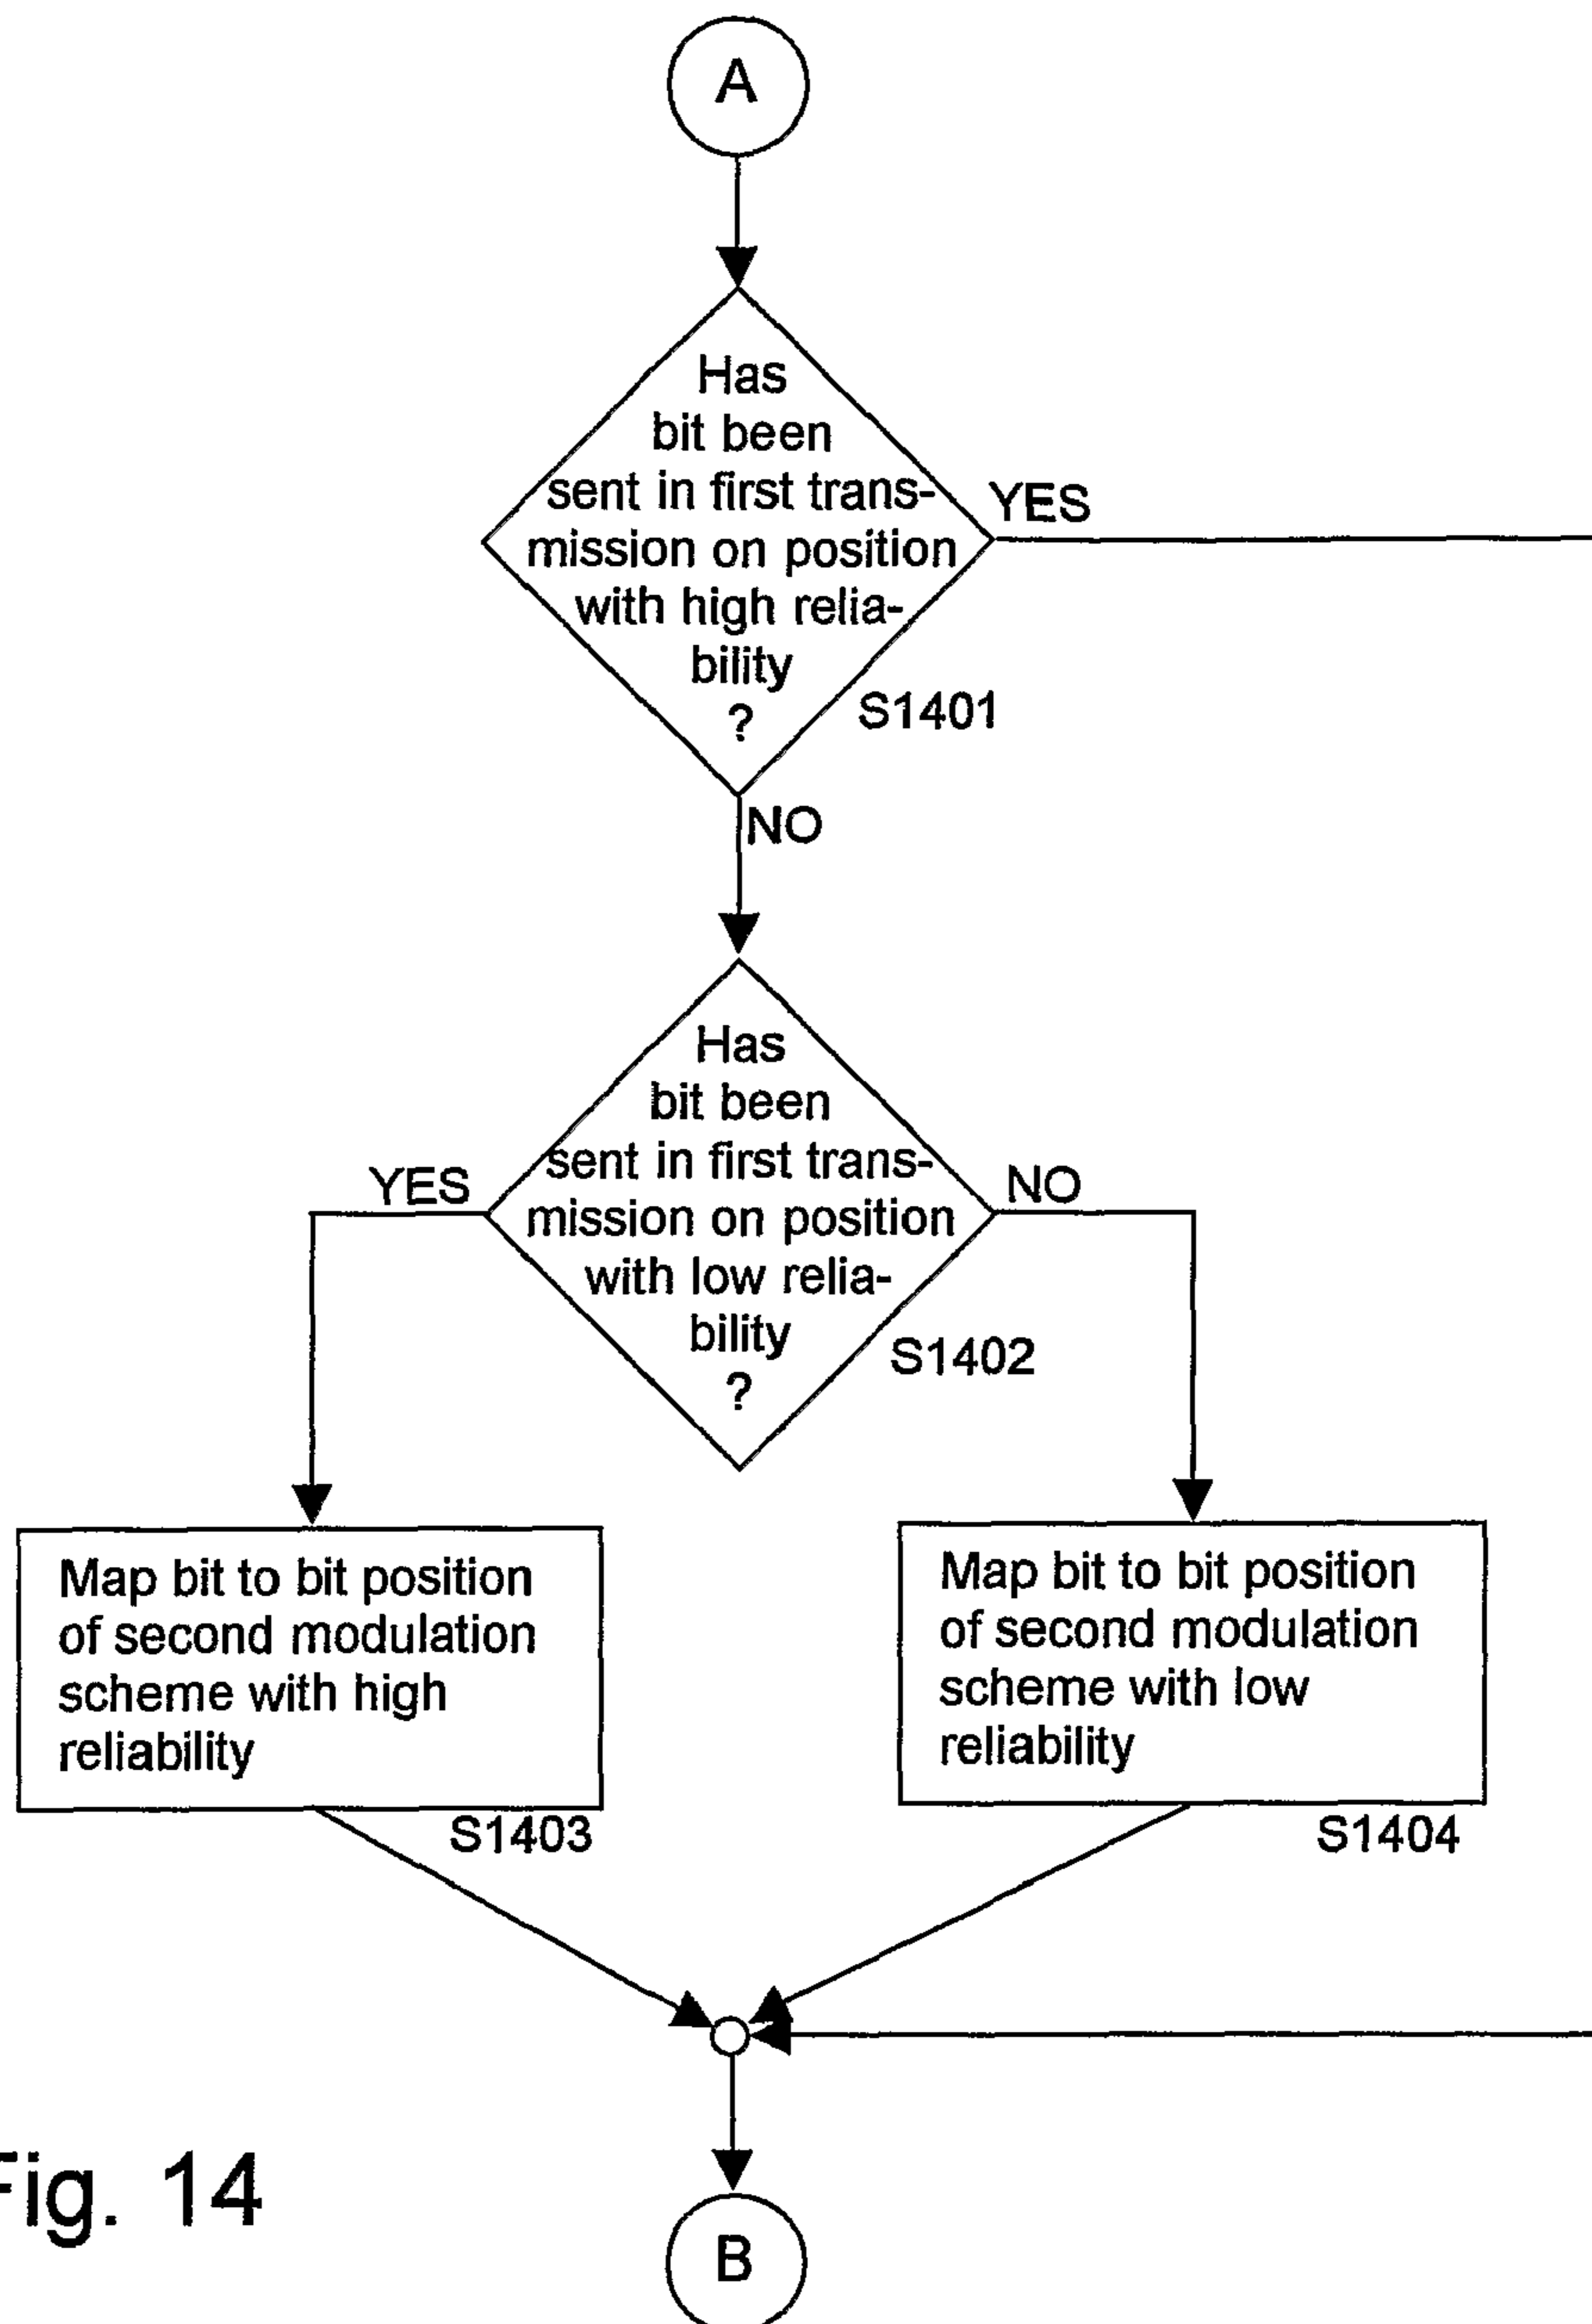 A
Has
bit been
sent in first trans-
mission on position
with high relia-
bility
?
YES
S1401
NO
Has
bit been
sent in first trans-
mission on position
with low relia-
bility
?
YES
NO
S1402
Map bit to bit position
of second modulation
scheme with high
reliability
S1403
Map bit to bit position
of second modulation
scheme with low
reliability
S1404
Fig. 14
B